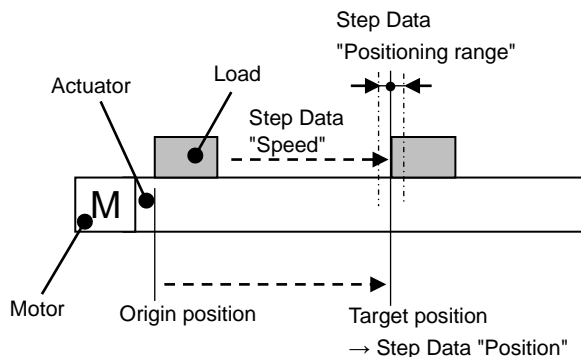 Step Data
"Positioning range"
Actuator
Load
Step Data
"Speed"
M
Motor
Origin position
Target position
→ Step Data "Position"